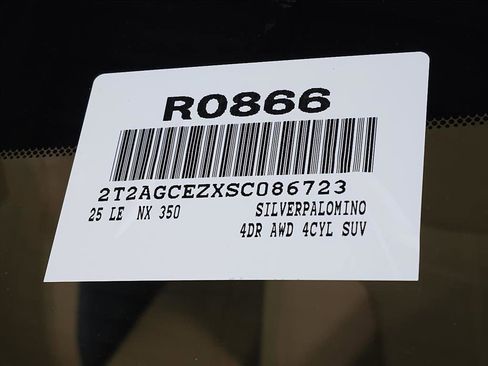 R0866
2T2AGCEZXSC086723
25 LE NX 350 SILVERPALOMINO
4DR AWD 4CYL SUV